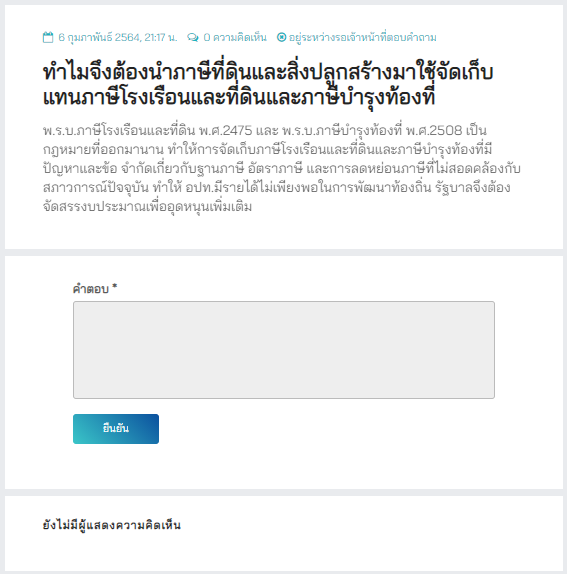 6 กุมภาพันธ์ 2564, 21:17 น. 0 ความคิดเห็น อยู่ระหว่างรอเจ้าหน้าที่ตอบคำถาม
ทำไมจึงต้องนำภาษีที่ดินและสิ่งปลูกสร้างมาใช้จัดเก็บ
แทนภาษีโรงเรือนและที่ดินและภาษีบำรุงท้องที่
พ.ร.บ.ภาษีโรงเรือนและที่ดิน พ.ศ.2475 และ พ.ร.บ.ภาษีบำรุงท้องที่ พ.ศ.2508 เป็น
กฎหมายที่ออกมานาน ทำให้การจัดเก็บภาษีโรงเรือนและที่ดินและภาษีบำรุงท้องที่มี
ปัญหาและข้อ จำกัดเกี่ยวกับฐานภาษี อัตราภาษี และการลดหย่อนภาษีที่ไม่สอดคล้องกับ
สภาวการณ์ปัจจุบัน ทำให้ อปท.มีรายได้ไม่เพียงพอในการพัฒนาท้องถิ่น รัฐบาลจึงต้อง
จัดสรรงบประมาณเพื่ออุดหนุนเพิ่มเติม
คำตอบ *
ยืนยัน
ยังไม่มีผู้แสดงความคิดเห็น